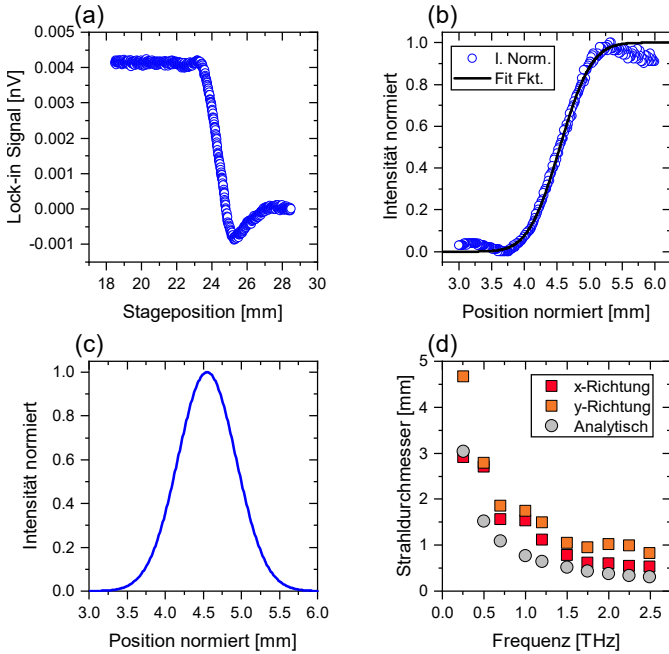 (a)
0.005
0.004
0.003
0.002
0.001
0.000
-0.001
18 20 22 24 26 28 30
Lock-in Signal [nV]
Stageposition [mm]
(b)
I. Norm.
Fit Fkt.
1.0
0.8
0.6
0.4
0.2
0.0
3.0 3.5 4.0 4.5 5.0 5.5 6.0
Intensität normiert
Position normiert [mm]
(c)
1.0
0.8
0.6
0.4
0.2
0.0
3.0 3.5 4.0 4.5 5.0 5.5 6.0
Intensität normiert
Position normiert [mm]
(d)
x-Richtung
y-Richtung
Analytisch
5
4
3
2
1
0
0.0 0.5 1.0 1.5 2.0 2.5
Strahldurchmesser [mm]
Frequenz [THz]